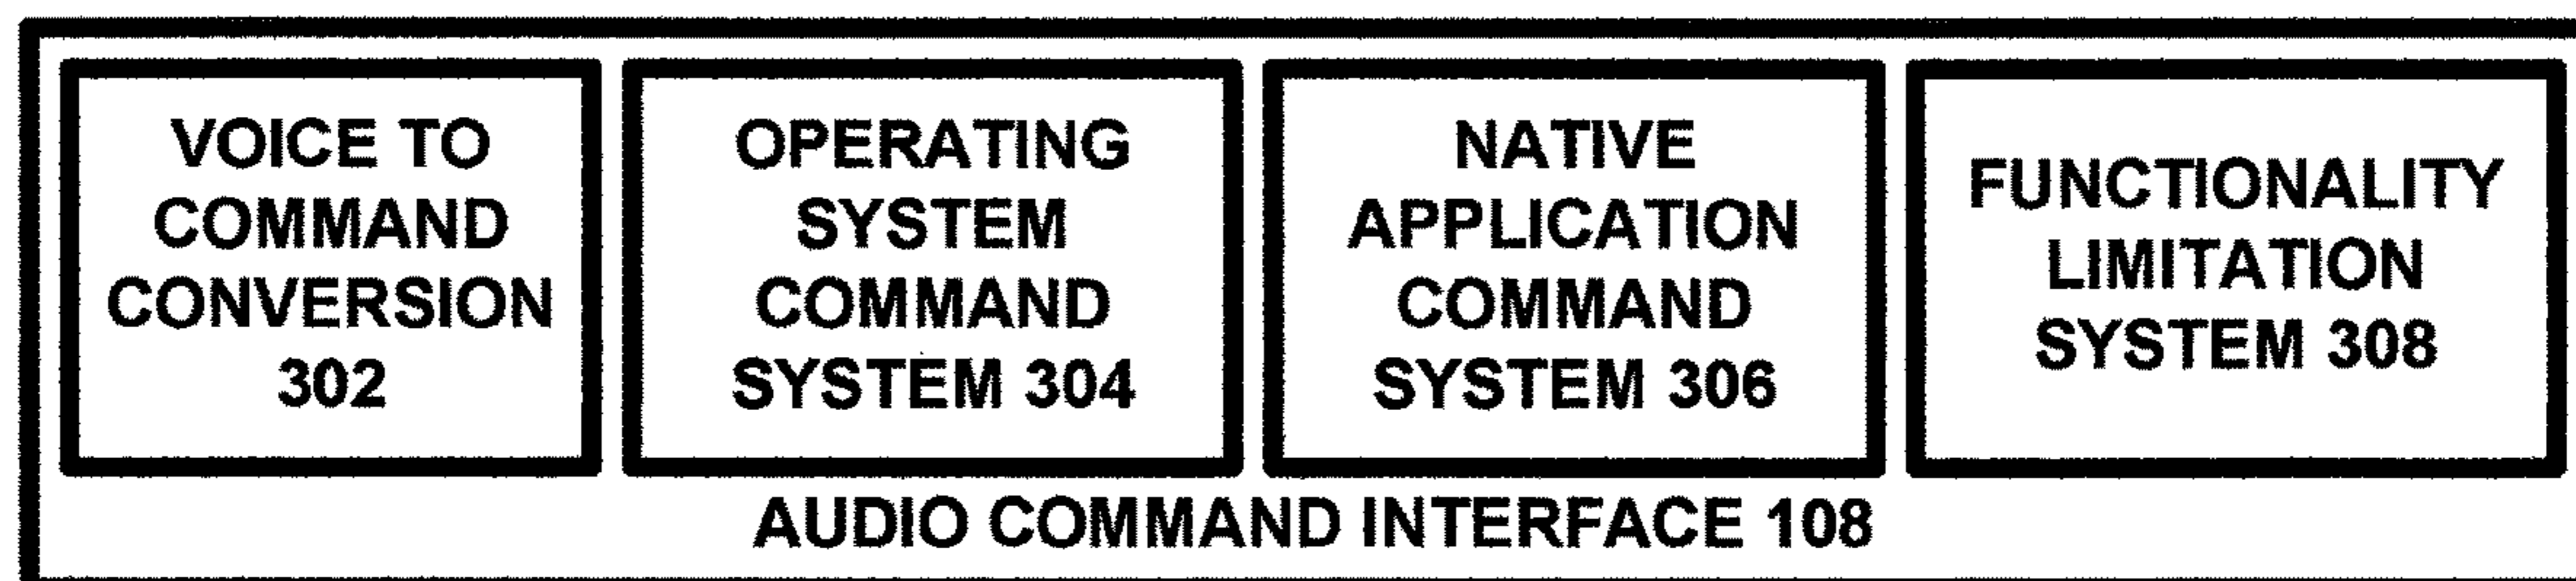 VOICE TO
COMMAND
CONVERSION
302
OPERATING
SYSTEM
COMMAND
SYSTEM 304
NATIVE
APPLICATION
COMMAND
SYSTEM 306
FUNCTIONALITY
LIMITATION
SYSTEM 308
AUDIO COMMAND INTERFACE 108